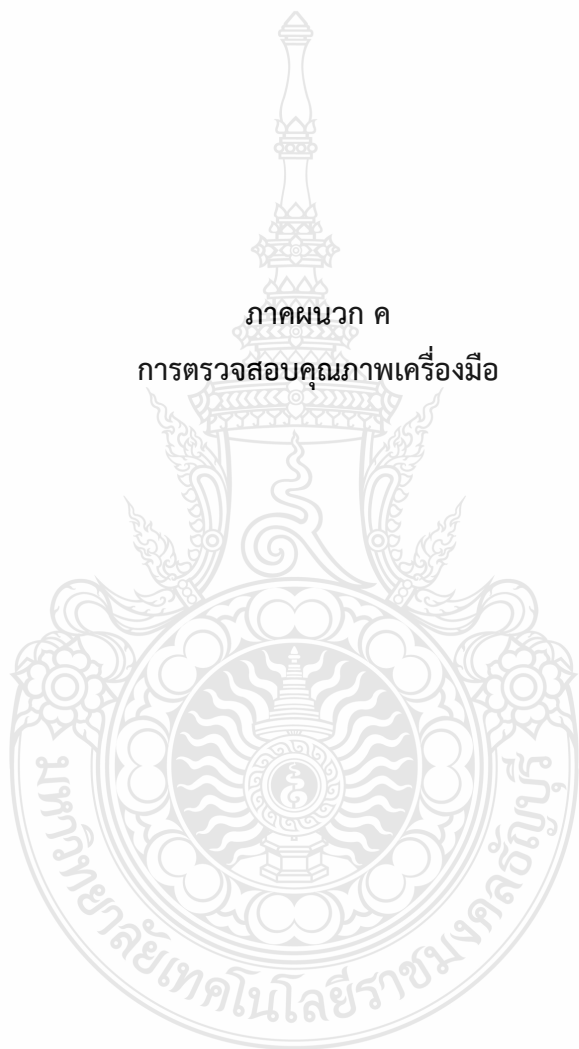 ภาคผนวก ค
การตรวจสอบคุณภาพเครื่องมือ
มหาวิทยาลัยเทคโนโลยีราชมงคลธัญบุรี